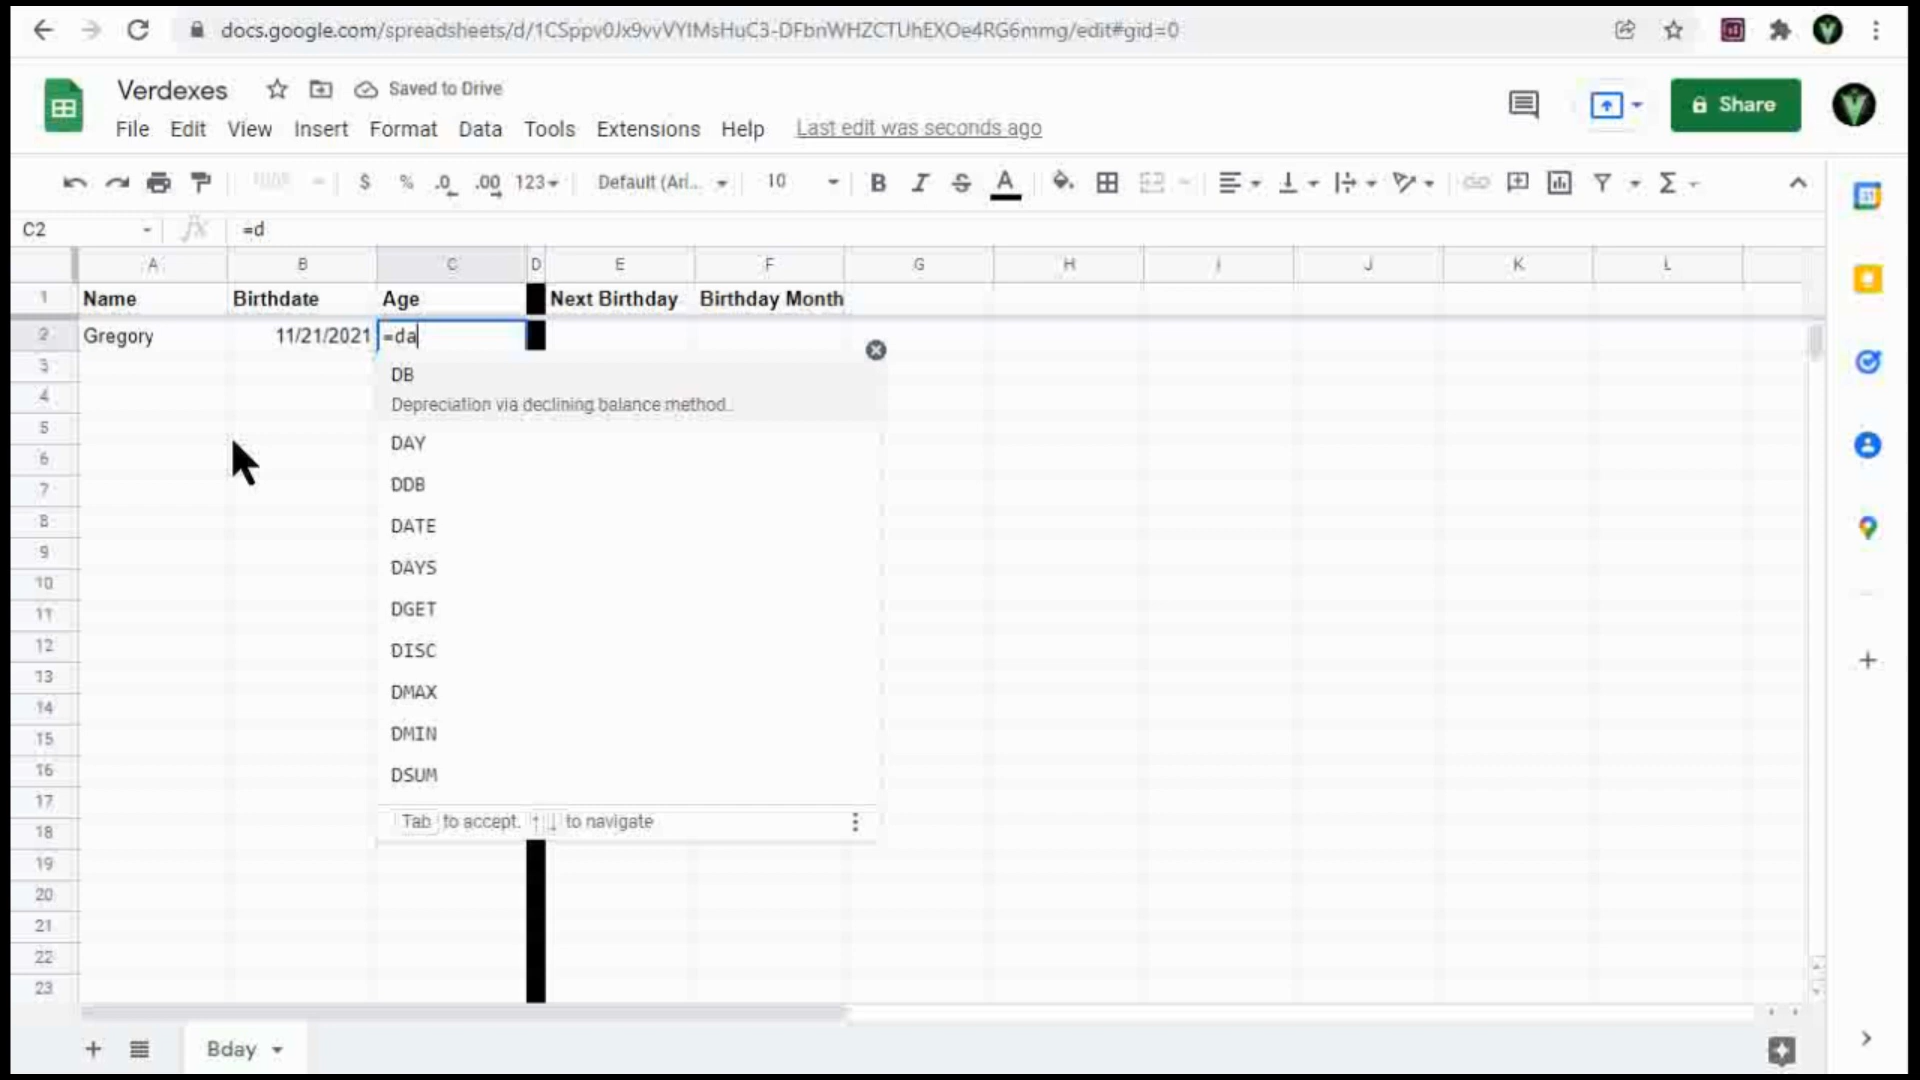 docs.google.com/spreadsheets/d/1CSppv0Jx9vvVYIMsHuC3-DFbnWHZCTUhEXOe4RG6mmg/edit#gid=0
Verdexes Saved to Drive
Share
File Edit View Insert Format Data Tools Extensions Help Last edit was seconds ago
$ % .0 .00 123 Default (Ari... 10 B I S A Σ
C2 fx =d
A B C D E F G H I J K L
1 Name Birthdate Age Next Birthday Birthday Month
2 Gregory 11/21/2021 =da
3
DB
4
Depreciation via declining balance method.
5
DAY
6
7
DDB
8
DATE
9
DAYS
10
11
DGET
12
DISC
13
14
DMAX
15
DMIN
16
DSUM
17
18
Tab to accept. ↑ ↓ to navigate
19
20
21
22
23
Bday